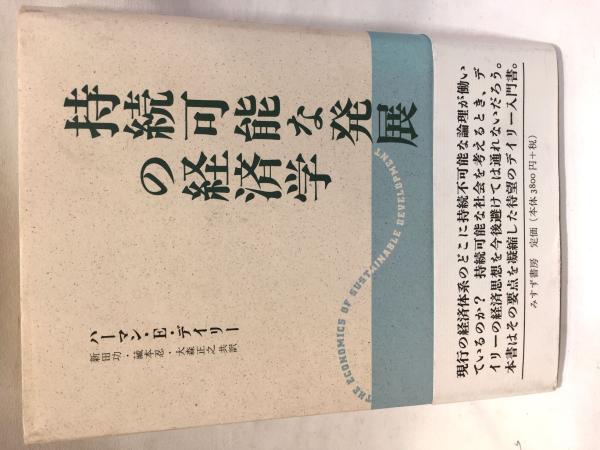 持続可能な発展
の経済学
THE ECONOMICS OF SUSTAINABLE DEVELOPMENT
ハーマン・E・デイリー
新田功・藏本忍・大森正之 共訳
現行の経済体系のどこに持続不可能な論理が働い
ているのか？ 持続可能な社会を考えるとき、デ
イリーの経済思想を今後避けては通れないだろう。
本書はその要点を凝縮した待望のデイリー入門書。
みすず書房 定価（本体 3800 円＋税）